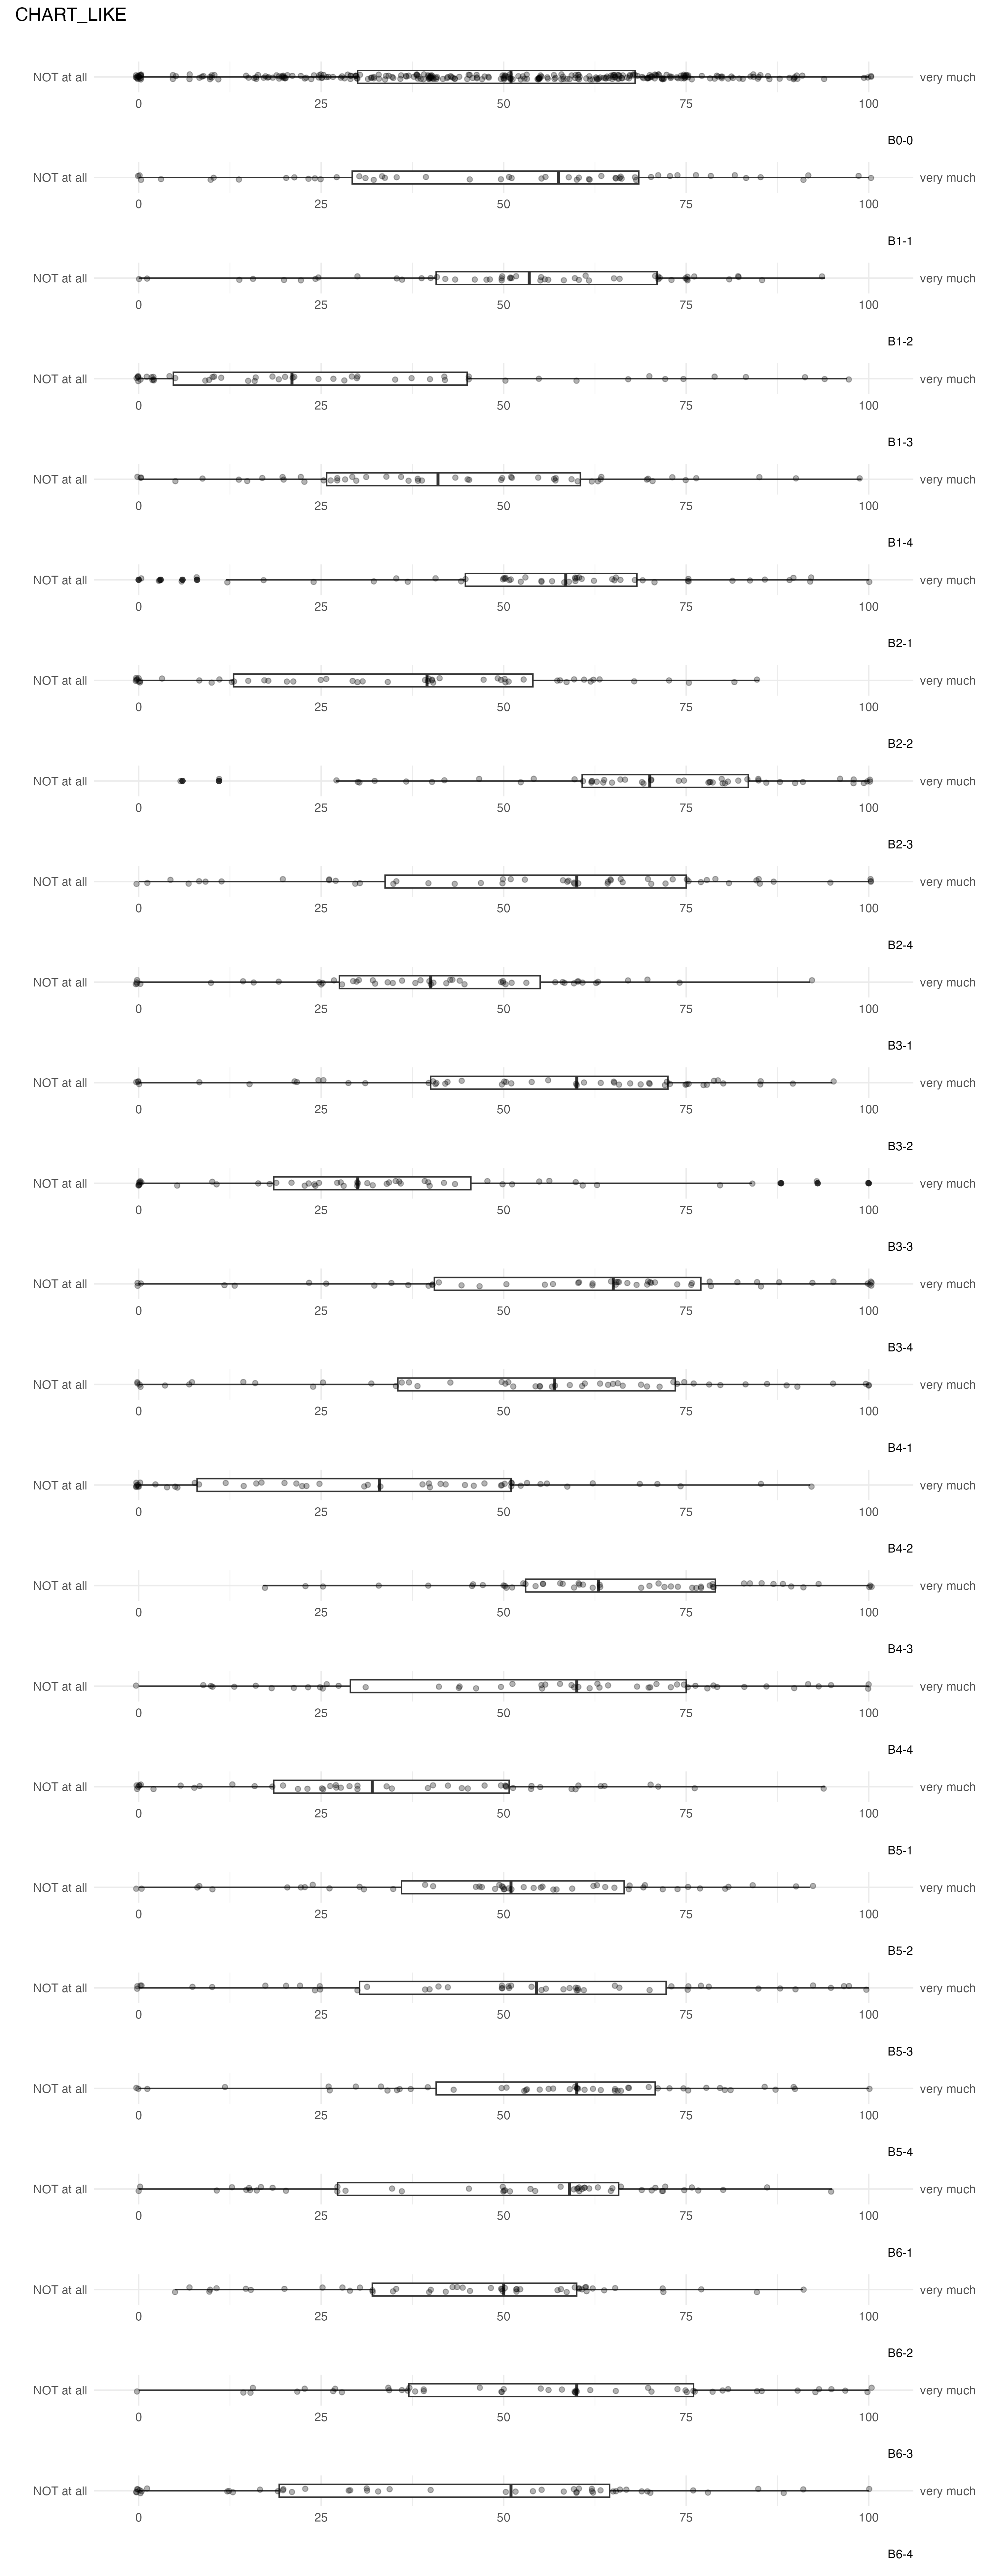 CHART_LIKE
NOT at all very much
0 25 50 75 100
B0-0
NOT at all very much
0 25 50 75 100
B1-1
NOT at all very much
0 25 50 75 100
B1-2
NOT at all very much
0 25 50 75 100
B1-3
NOT at all very much
0 25 50 75 100
B1-4
NOT at all very much
0 25 50 75 100
B2-1
NOT at all very much
0 25 50 75 100
B2-2
NOT at all very much
0 25 50 75 100
B2-3
NOT at all very much
0 25 50 75 100
B2-4
NOT at all very much
0 25 50 75 100
B3-1
NOT at all very much
0 25 50 75 100
B3-2
NOT at all very much
0 25 50 75 100
B3-3
NOT at all very much
0 25 50 75 100
B3-4
NOT at all very much
0 25 50 75 100
B4-1
NOT at all very much
0 25 50 75 100
B4-2
NOT at all very much
0 25 50 75 100
B4-3
NOT at all very much
0 25 50 75 100
B4-4
NOT at all very much
0 25 50 75 100
B5-1
NOT at all very much
0 25 50 75 100
B5-2
NOT at all very much
0 25 50 75 100
B5-3
NOT at all very much
0 25 50 75 100
B5-4
NOT at all very much
0 25 50 75 100
B6-1
NOT at all very much
0 25 50 75 100
B6-2
NOT at all very much
0 25 50 75 100
B6-3
NOT at all very much
0 25 50 75 100
B6-4